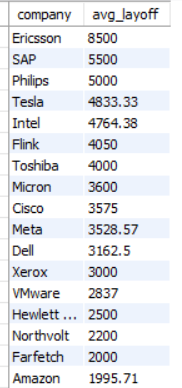 company avg_layoff
Ericsson 8500
SAP 5500
Philips 5000
Tesla 4833.33
Intel 4764.38
Flink 4050
Toshiba 4000
Micron 3600
Cisco 3575
Meta 3528.57
Dell 3162.5
Xerox 3000
VMware 2837
Hewlett ... 2500
Northvolt 2200
Farfetch 2000
Amazon 1995.71